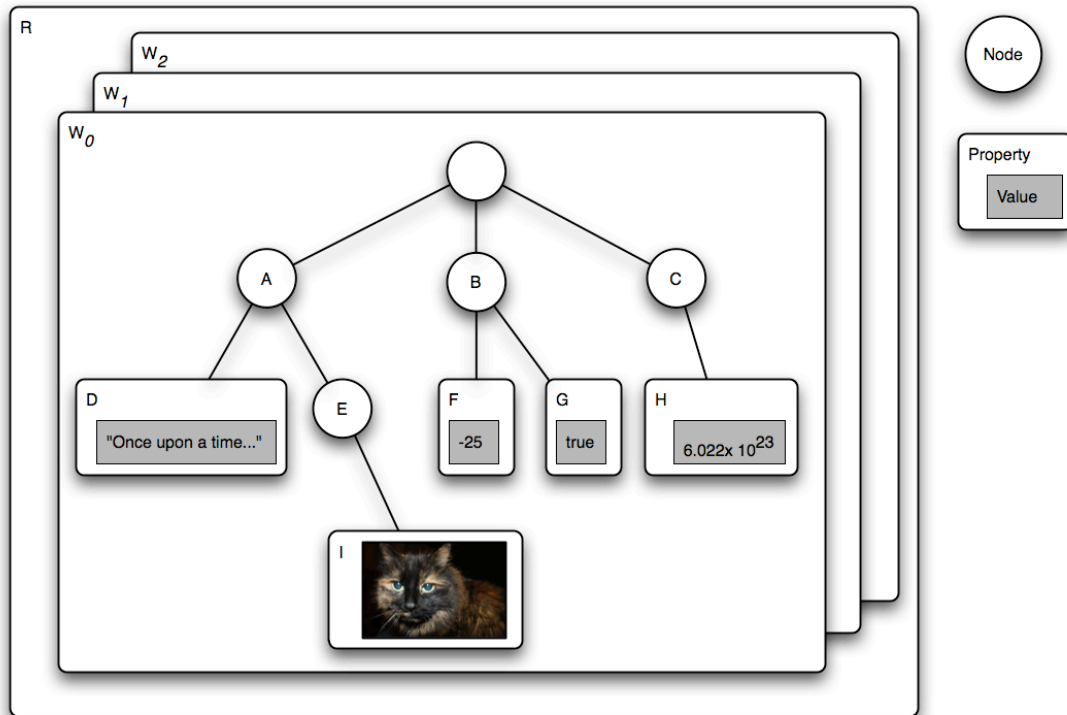 R
W2
W1
W0
Node
Property
Value
A
B
C
D
"Once upon a time..."
E
F
-25
G
true
H
6.022x 10^23
I